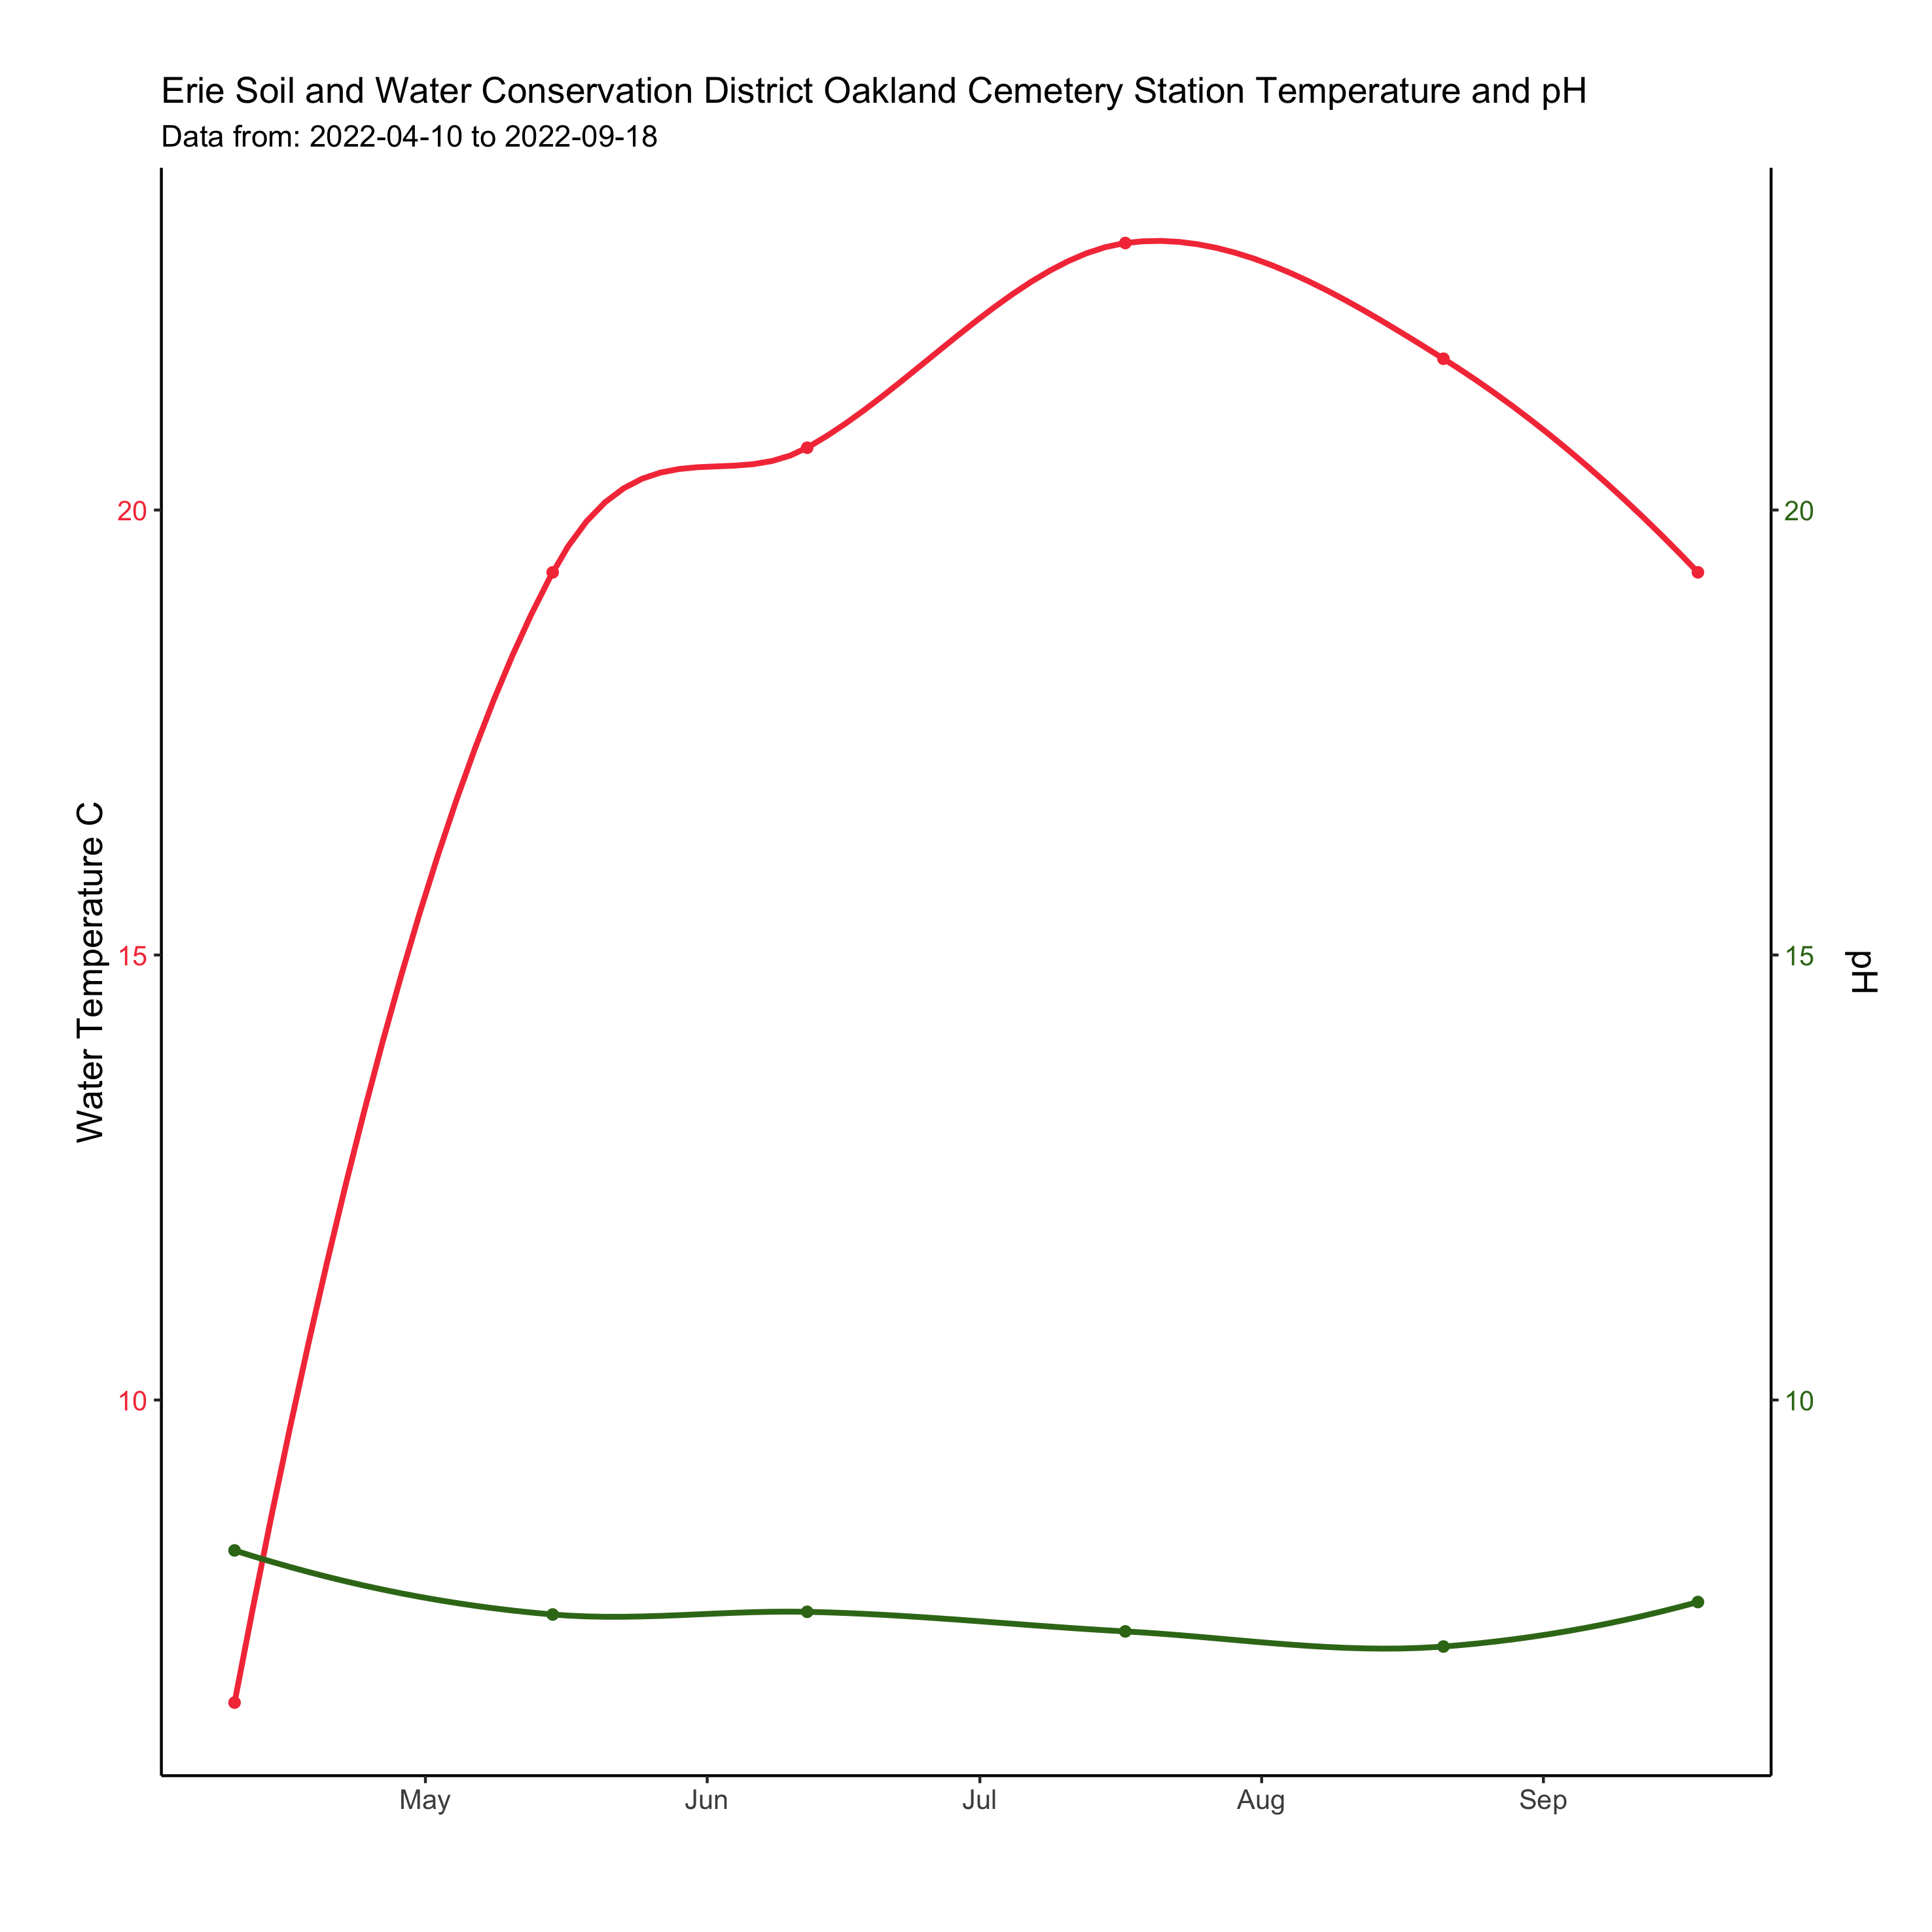 Erie Soil and Water Conservation District Oakland Cemetery Station Temperature and pH
Data from: 2022-04-10 to 2022-09-18
Water Temperature C
20
15
10
20
15
10
pH
May Jun Jul Aug Sep